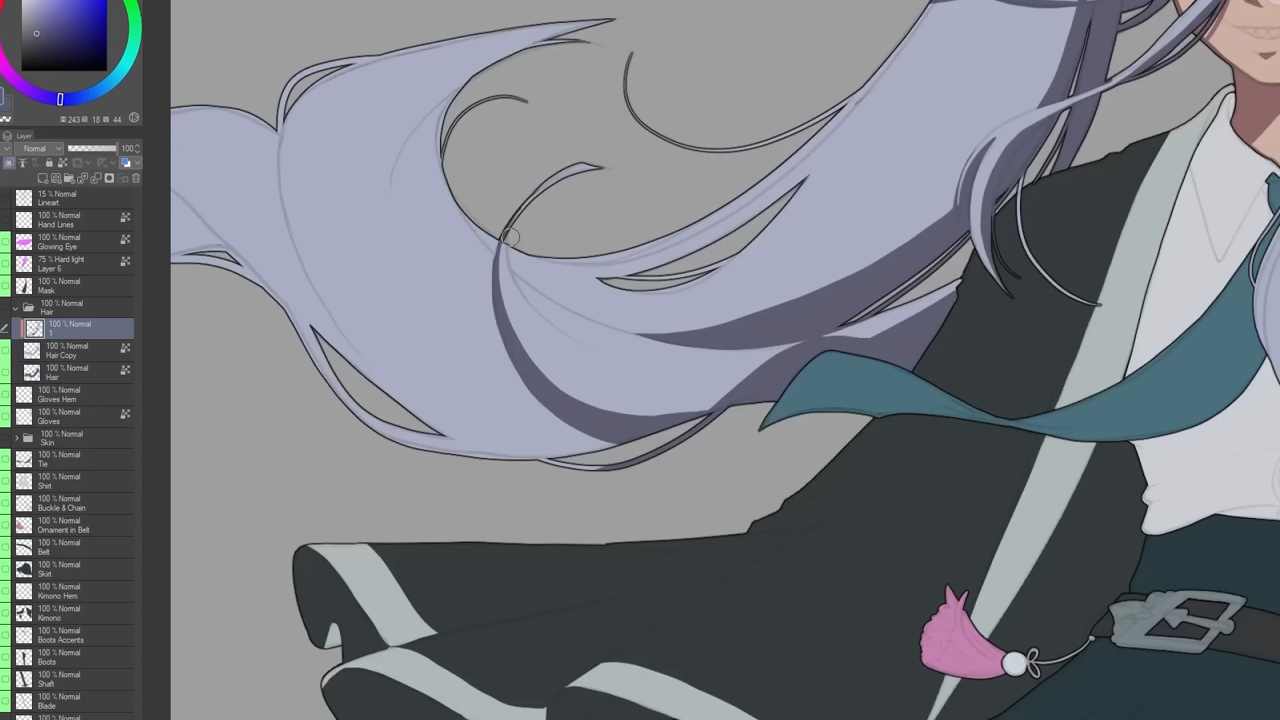 243 18 44
Layer
Normal 100
15 % Normal
Lineart
100 % Normal
Hand Lines
100 % Normal
Glowing Eye
75 % Hard light
Layer 6
100 % Normal
Mask
100 % Normal
Hair
100 % Normal
1
100 % Normal
Hair Copy
100 % Normal
Hair
100 % Normal
Gloves Hem
100 % Normal
Gloves
100 % Normal
Skin
100 % Normal
Tie
100 % Normal
Shirt
100 % Normal
Buckle & Chain
100 % Normal
Ornament in Belt
100 % Normal
Belt
100 % Normal
Skirt
100 % Normal
Kimono Hem
100 % Normal
Kimono
100 % Normal
Boots Accents
100 % Normal
Boots
100 % Normal
Shaft
100 % Normal
Blade
100 % Normal